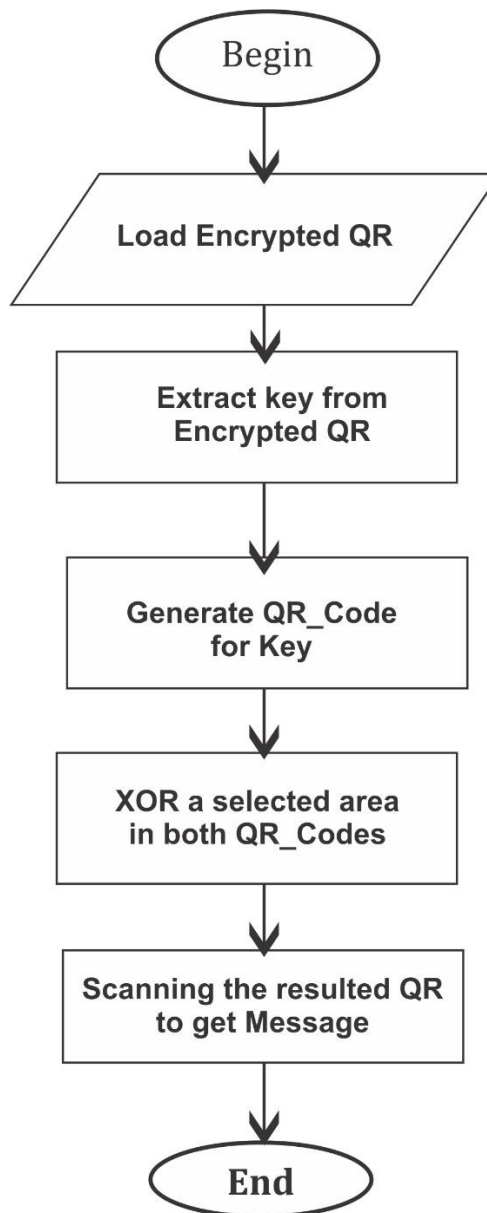 Begin
Load Encrypted QR
Extract key from
Encrypted QR
Generate QR_Code
for Key
XOR a selected area
in both QR_Codes
Scanning the resulted QR
to get Message
End